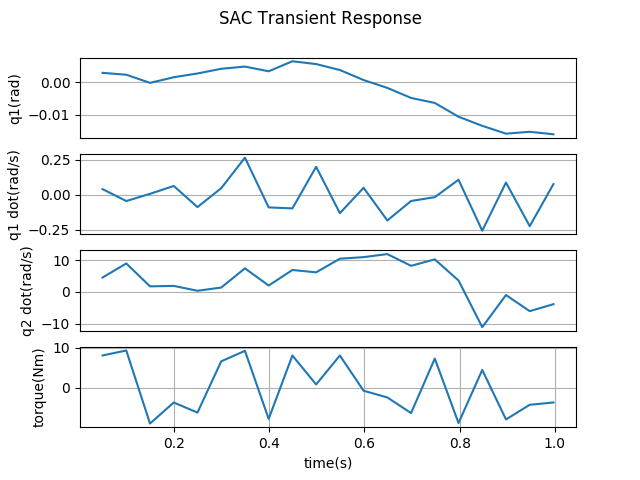 SAC Transient Response
q1(rad)
0.00
−0.01
q1 dot(rad/s)
0.25
0.00
−0.25
q2 dot(rad/s)
10
0
−10
torque(Nm)
10
0
0.2 0.4 0.6 0.8 1.0
time(s)